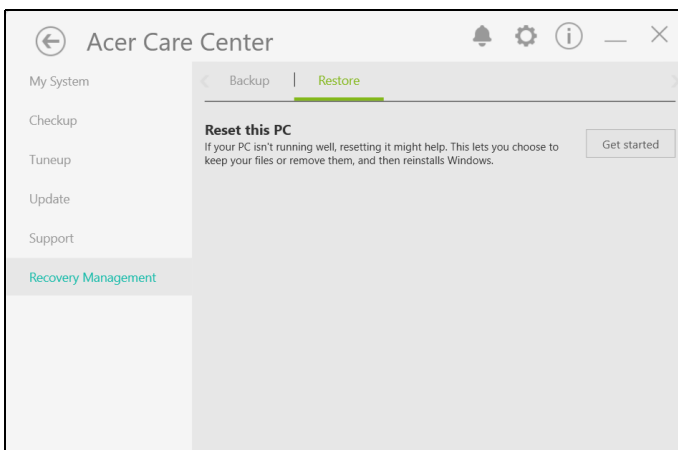 Acer Care Center
My System
Checkup
Tuneup
Update
Support
Recovery Management
Backup
Restore
Reset this PC
If your PC isn't running well, resetting it might help. This lets you choose to
keep your files or remove them, and then reinstalls Windows.
Get started